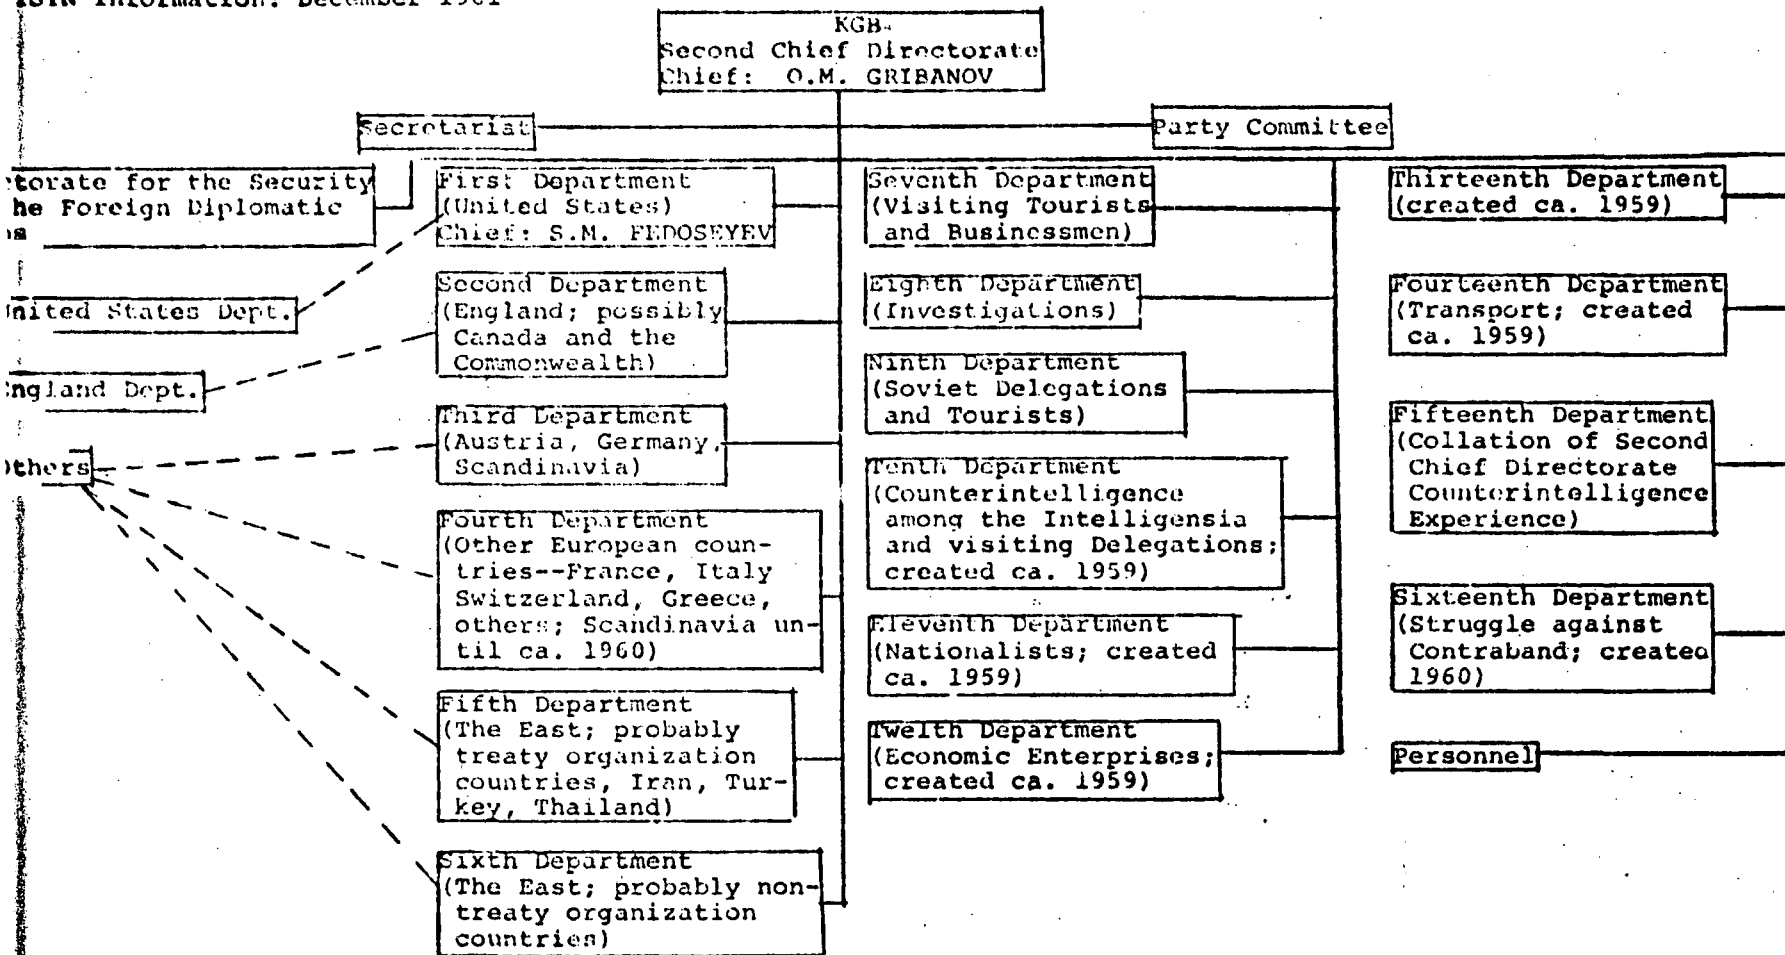 Information: December 1961
KGB
Second Chief Directorate
Chief: O.M. GRIBANOV
Secretariat
Party Committee
torate for the Security
he Foreign Diplomatic
United States Dept.
England Dept.
Others
First Department
(United States)
Chief: S.M. FEDOSEYEV
Second Department
(England; possibly
Canada and the
Commonwealth)
Third Department
(Austria, Germany,
Scandinavia)
Fourth Department
(Other European coun-
tries--France, Italy
Switzerland, Greece,
others; Scandinavia un-
til ca. 1960)
Fifth Department
(The East; probably
treaty organization
countries, Iran, Tur-
key, Thailand)
Sixth Department
(The East; probably non-
treaty organization
countries)
Seventh Department
(Visiting Tourists
and Businessmen)
Eighth Department
(Investigations)
Ninth Department
(Soviet Delegations
and Tourists)
Tenth Department
(Counterintelligence
among the Intelligensia
and visiting Delegations;
created ca. 1959)
Eleventh Department
(Nationalists; created
ca. 1959)
Twelth Department
(Economic Enterprises;
created ca. 1959)
Thirteenth Department
(created ca. 1959)
Fourteenth Department
(Transport; created
ca. 1959)
Fifteenth Department
(Collation of Second
Chief Directorate
Counterintelligence
Experience)
Sixteenth Department
(Struggle against
Contraband; created
1960)
Personnel